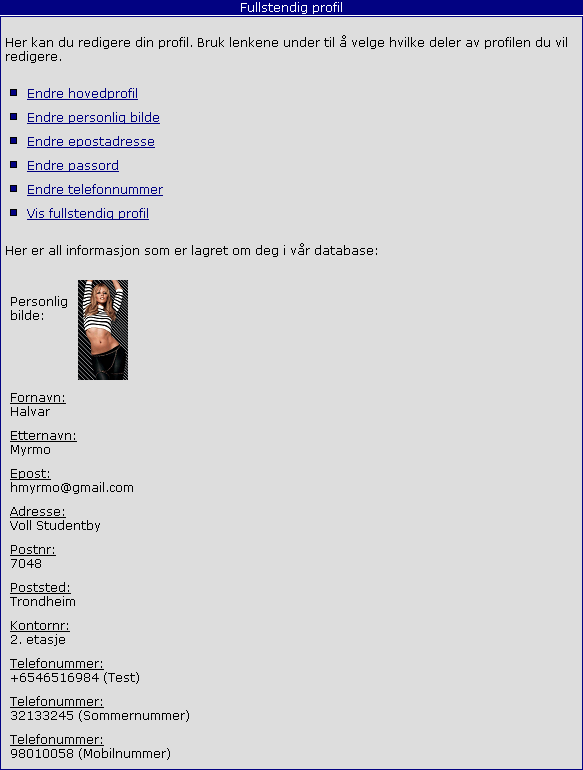 Fullstendig profil
Her kan du redigere din profil. Bruk lenkene under til å velge hvilke deler av profilen du vil
redigere.
Endre hovedprofil
Endre personlig bilde
Endre epostadresse
Endre passord
Endre telefonnummer
Vis fullstendig profil
Her er all informasjon som er lagret om deg i vår database:
Personlig
bilde:
Fornavn:
Halvar
Etternavn:
Myrmo
Epost:
hmyrmo@gmail.com
Adresse:
Voll Studentby
Postnr:
7048
Poststed:
Trondheim
Kontornr:
2. etasje
Telefonummer:
+6546516984 (Test)
Telefonummer:
32133245 (Sommernummer)
Telefonummer:
98010058 (Mobilnummer)